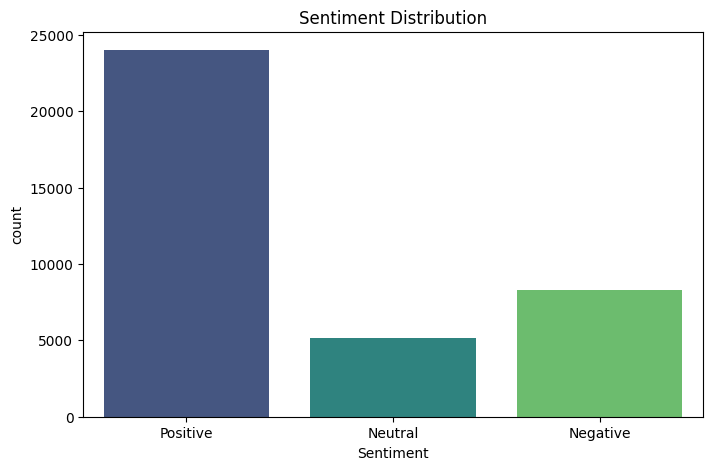 Sentiment Distribution
25000
20000
15000
10000
5000
0
count
Positive Neutral Negative
Sentiment